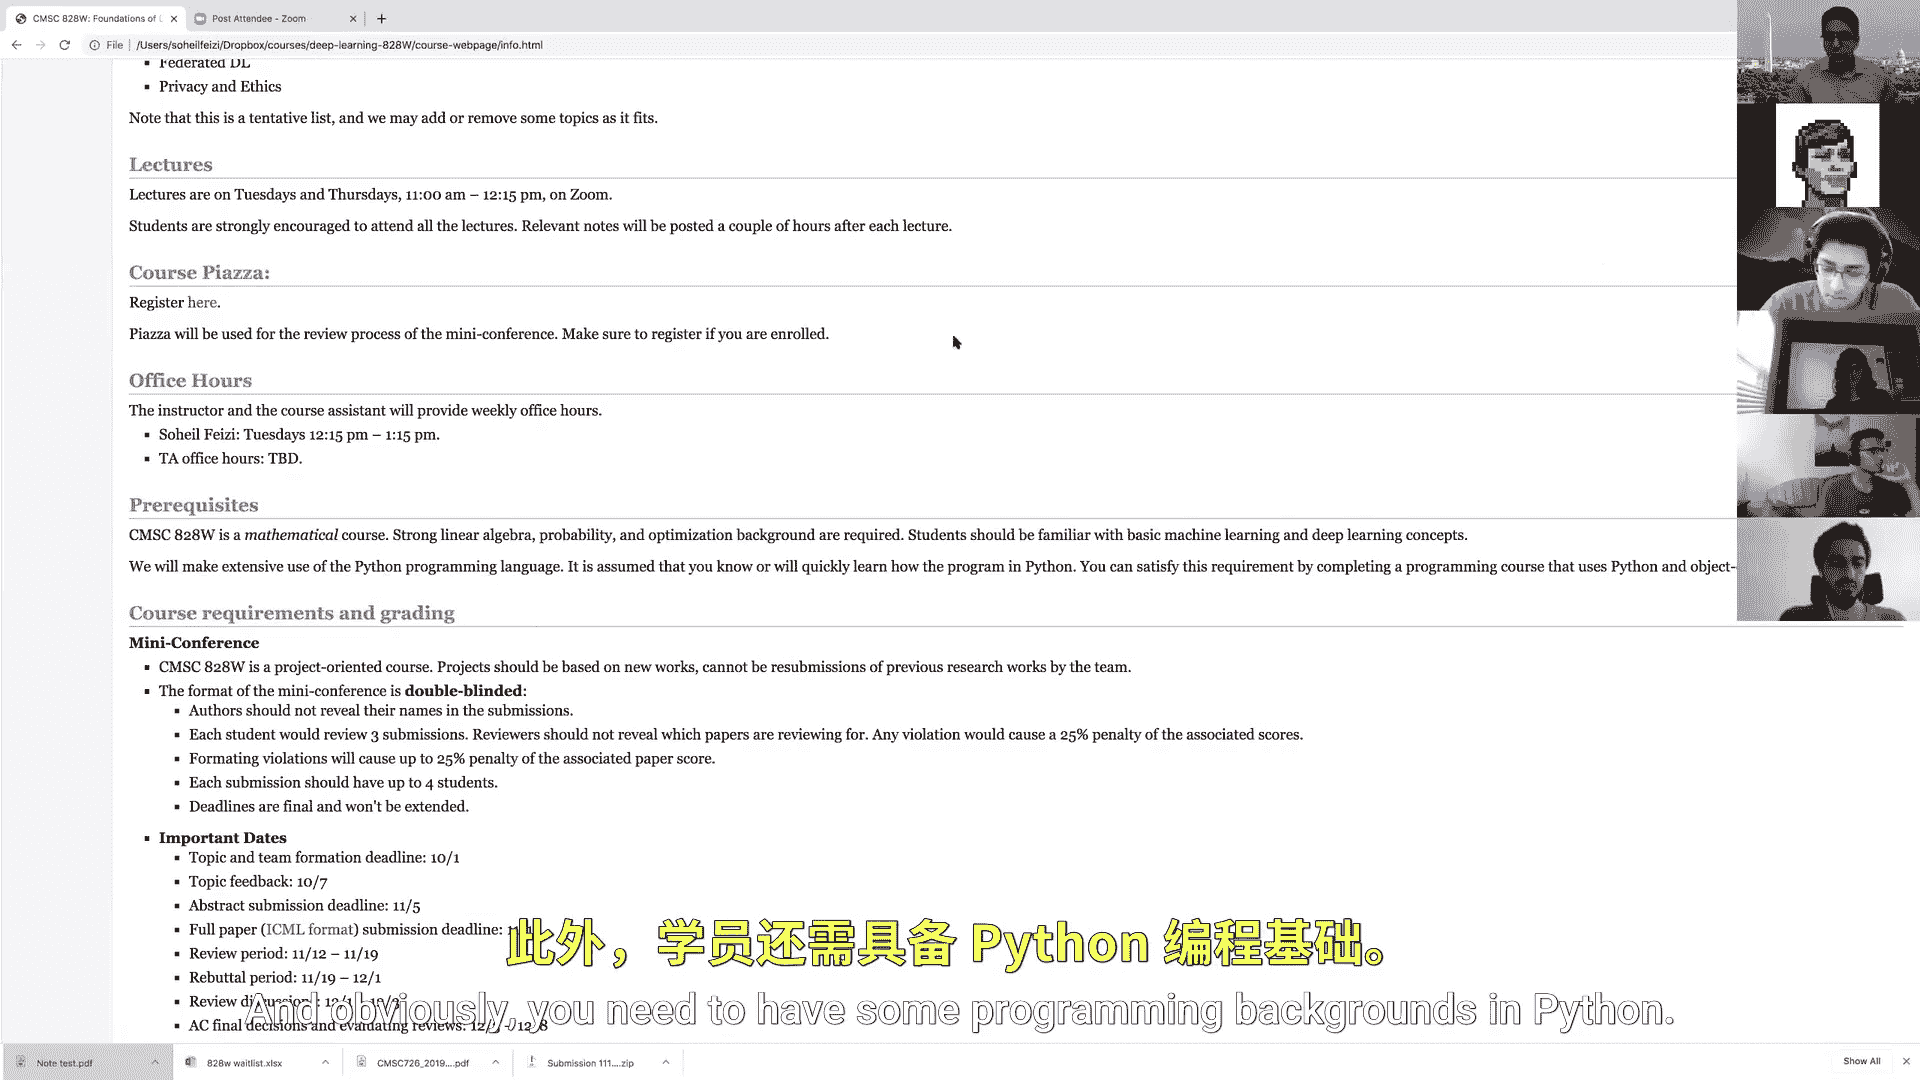 CMSC 828W: Foundations of
Post Attendee - Zoom
File | /Users/soheilfeizi/Dropbox/courses/deep-learning-828W/course-webpage/info.html
Federated DL
Privacy and Ethics
Note that this is a tentative list, and we may add or remove some topics as it fits.
Lectures
Lectures are on Tuesdays and Thursdays, 11:00 am – 12:15 pm, on Zoom.
Students are strongly encouraged to attend all the lectures. Relevant notes will be posted a couple of hours after each lecture.
Course Piazza:
Register here.
Piazza will be used for the review process of the mini-conference. Make sure to register if you are enrolled.
Office Hours
The instructor and the course assistant will provide weekly office hours.
Soheil Feizi: Tuesdays 12:15 pm – 1:15 pm.
TA office hours: TBD.
Prerequisites
CMSC 828W is a mathematical course. Strong linear algebra, probability, and optimization background are required. Students should be familiar with basic machine learning and deep learning concepts.
We will make extensive use of the Python programming language. It is assumed that you know or will quickly learn how the program in Python. You can satisfy this requirement by completing a programming course that uses Python and object-
Course requirements and grading
Mini-Conference
CMSC 828W is a project-oriented course. Projects should be based on new works, cannot be resubmissions of previous research works by the team.
The format of the mini-conference is double-blinded:
Authors should not reveal their names in the submissions.
Each student would review 3 submissions. Reviewers should not reveal which papers are reviewing for. Any violation would cause a 25% penalty of the associated scores.
Formating violations will cause up to 25% penalty of the associated paper score.
Each submission should have up to 4 students.
Deadlines are final and won't be extended.
Important Dates
Topic and team formation deadline: 10/1
Topic feedback: 10/7
Abstract submission deadline: 11/5
Full paper (ICML format) submission deadline:
Review period: 11/12 – 11/19
Rebuttal period: 11/19 – 12/1
Review
AC final decisions and evaluating reviews:
此外，学员还需具备 Python 编程基础。
And obviously, you need to have some programming backgrounds in Python.
Note test.pdf
828w waitlist.xlsx
CMSC726_2019....pdf
Submission 111....zip
Show All